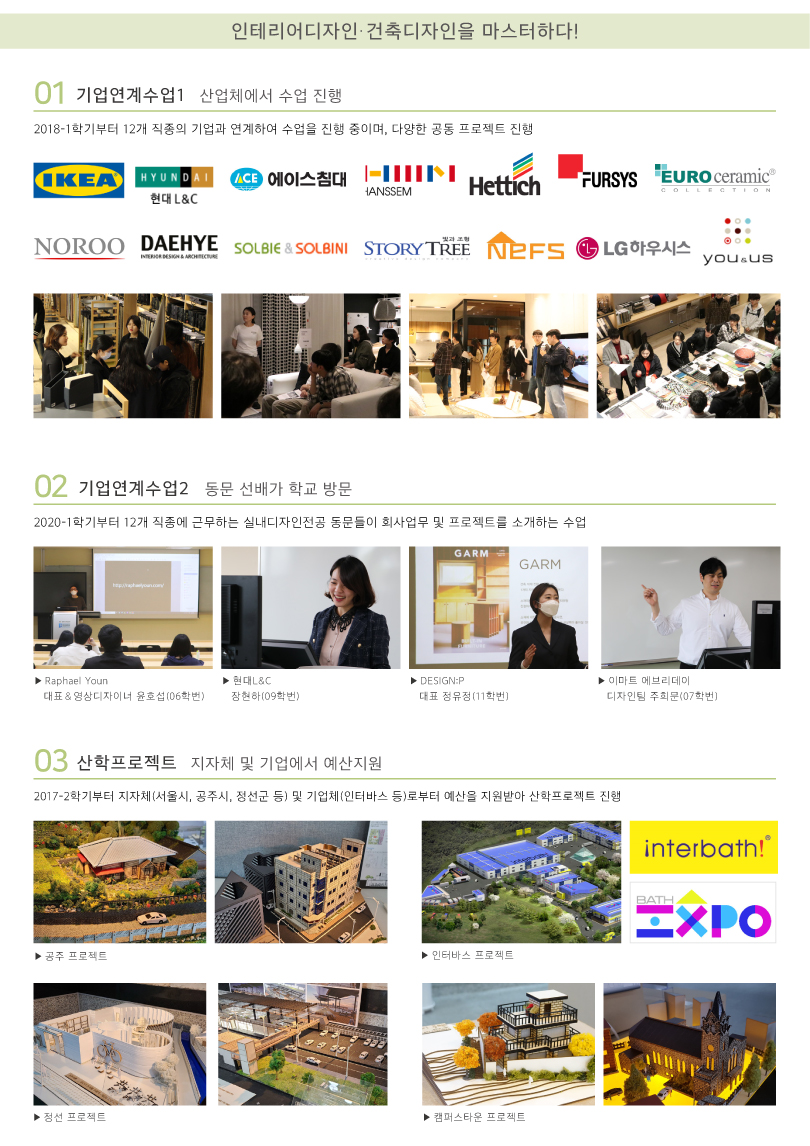 인테리어디자인·건축디자인을 마스터하다!
01 기업연계수업1 산업체에서 수업 진행
2018-1학기부터 12개 직종의 기업과 연계하여 수업을 진행 중이며, 다양한 공동 프로젝트 진행
IKEA
HYUNDAI
현대 L&C
ACE 에이스침대
HANSSEM
Hettich
FURSYS
EURO ceramic®
COLLECTION
NOROO
DAEHYE
INTERIOR DESIGN & ARCHITECTURE
SOLBIE & SOLBINI
빛과 조형
STORY TREE
NEFS
LG하우시스
you&us
02 기업연계수업2 동문 선배가 학교 방문
2020-1학기부터 12개 직종에 근무하는 실내디자인전공 동문들이 회사업무 및 프로젝트를 소개하는 수업
http://raphaelyoun.com/
GARM
GARM
▶ Raphael Youn
대표&영상디자이너 윤호섭(06학번)
▶ 현대L&C
장현하(09학번)
▶ DESIGN:P
대표 정유정(11학번)
▶ 이마트 에브리데이
디자인팀 주희문(07학번)
03 산학프로젝트 지자체 및 기업에서 예산지원
2017-2학기부터 지자체(서울시, 공주시, 정선군 등) 및 기업체(인터바스 등)로부터 예산을 지원받아 산학프로젝트 진행
interbath!®
BATH
EXPO
▶ 공주 프로젝트
▶ 인터바스 프로젝트
▶ 정선 프로젝트
▶ 캠퍼스타운 프로젝트